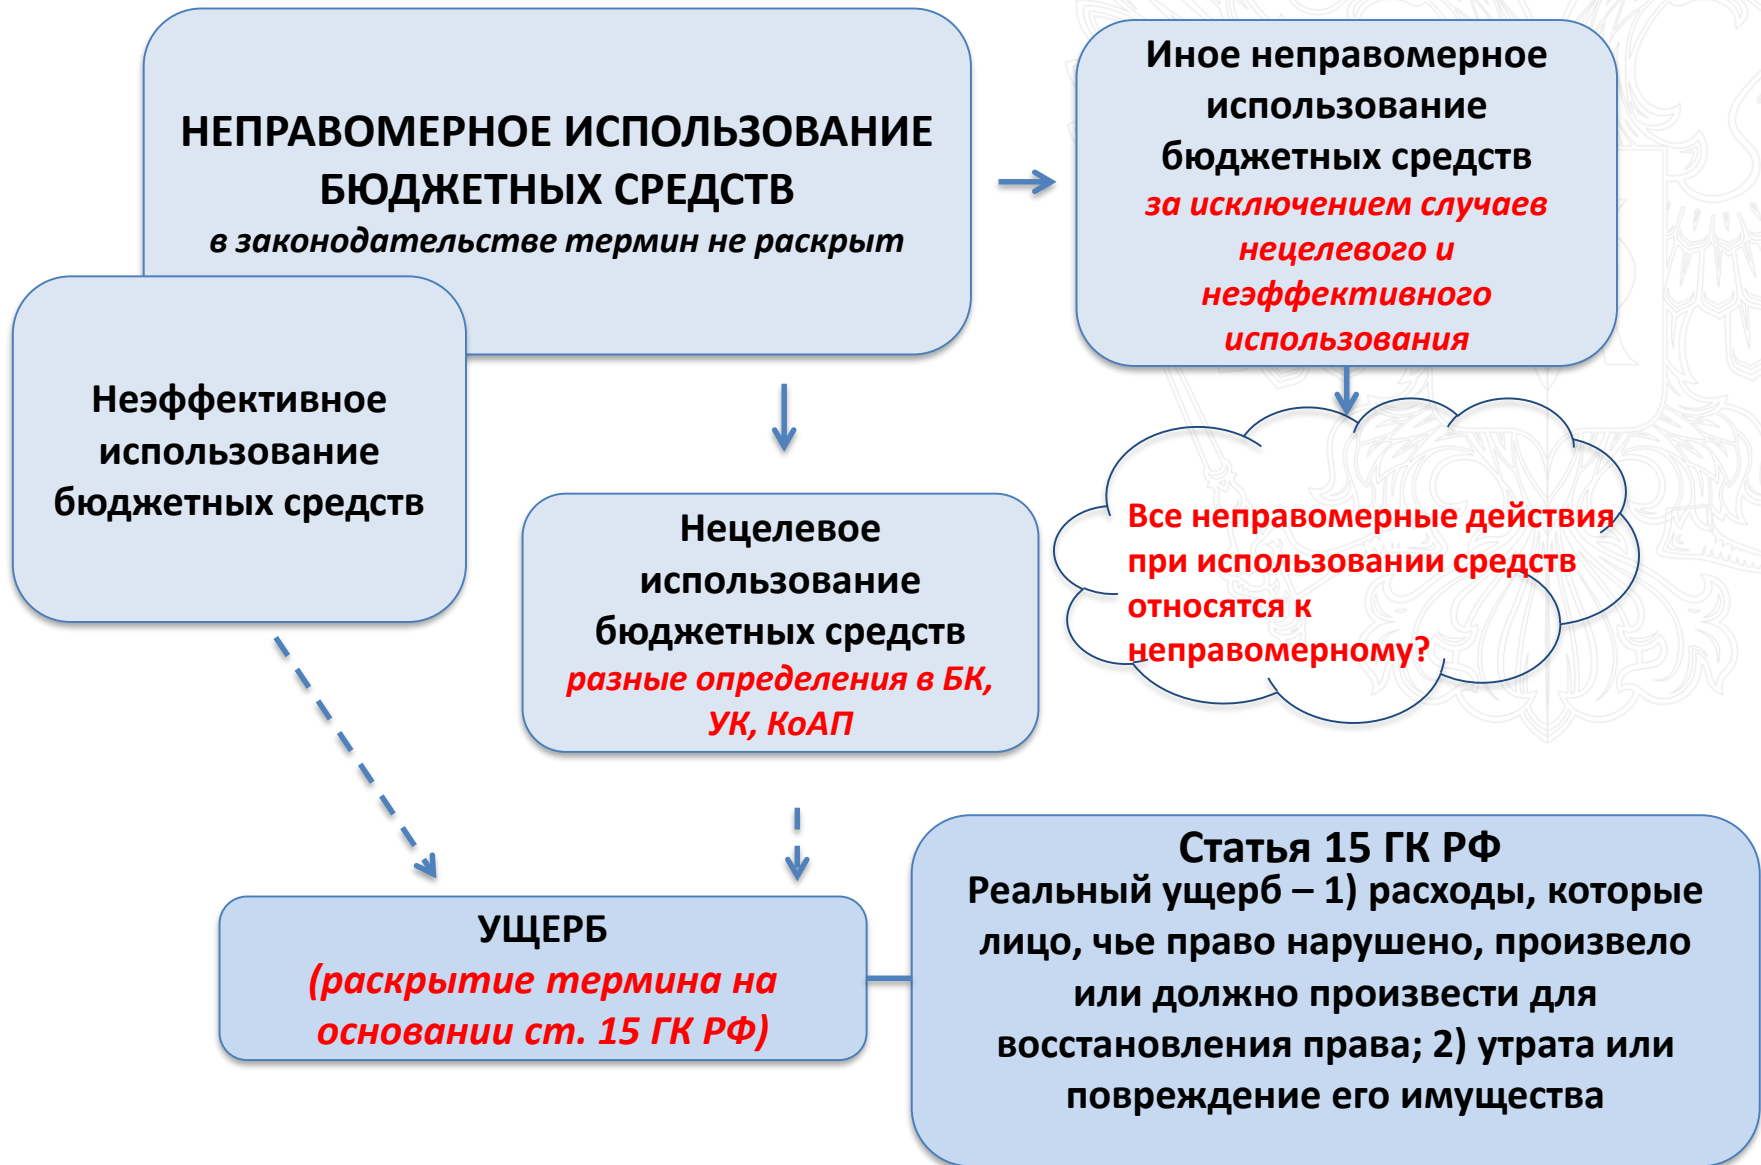 НЕПРАВОМЕРНОЕ ИСПОЛЬЗОВАНИЕ
БЮДЖЕТНЫХ СРЕДСТВ
в законодательстве термин не раскрыт
Иное неправомерное
использование
бюджетных средств
за исключением случаев
нецелевого и
неэффективного
использования
Неэффективное
использование
бюджетных средств
Нецелевое
использование
бюджетных средств
разные определения в БК,
УК, КоАП
Все неправомерные действия
при использовании средств
относятся к
неправомерному?
УЩЕРБ
(раскрытие термина на
основании ст. 15 ГК РФ)
Статья 15 ГК РФ
Реальный ущерб – 1) расходы, которые
лицо, чье право нарушено, произвело
или должно произвести для
восстановления права; 2) утрата или
повреждение его имущества